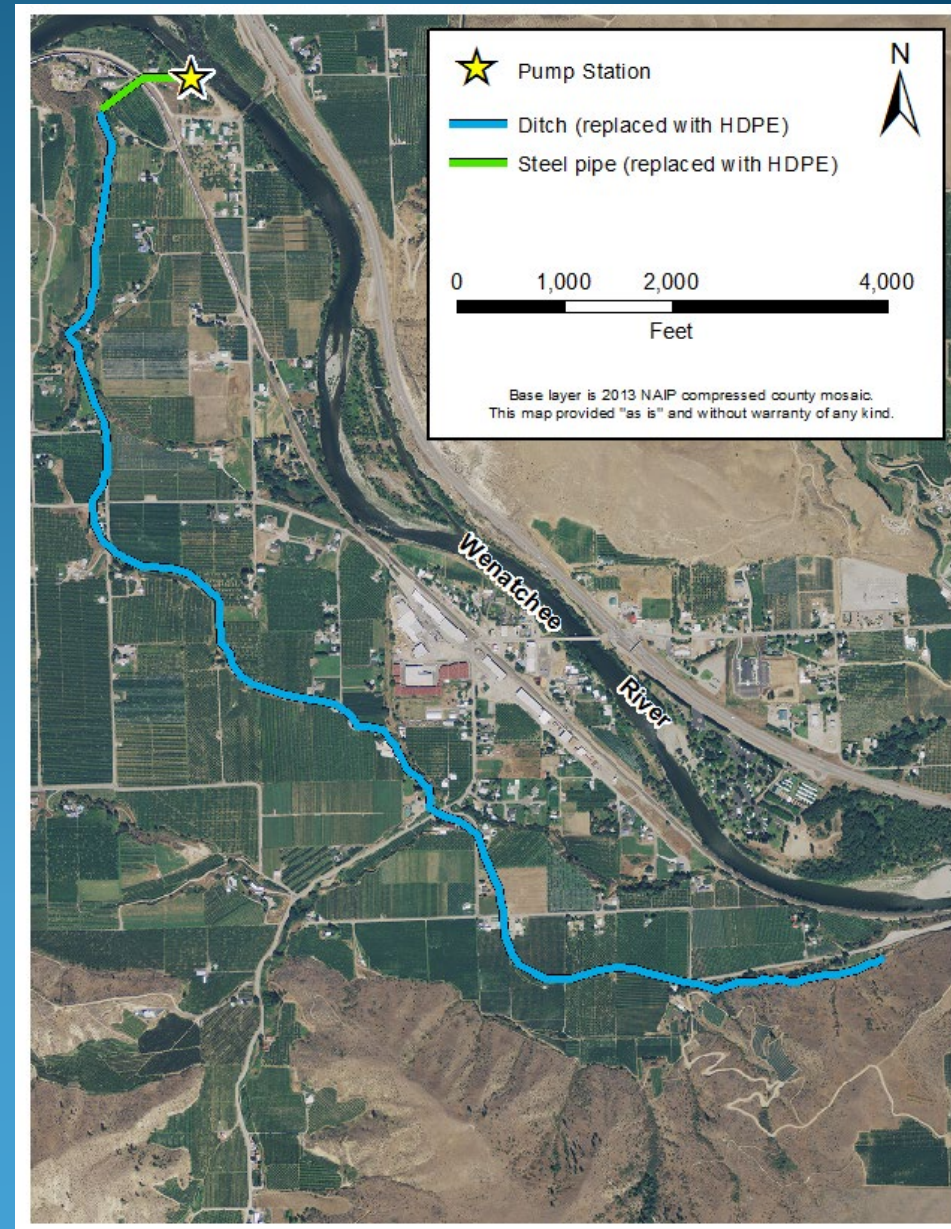 N
Pump Station
Ditch (replaced with HDPE)
Steel pipe (replaced with HDPE)
0 1,000 2,000 4,000
Feet
Base layer is 2013 NAIP compressed county mosaic.
This map provided "as is" and without warranty of any kind.
Wenatchee
River